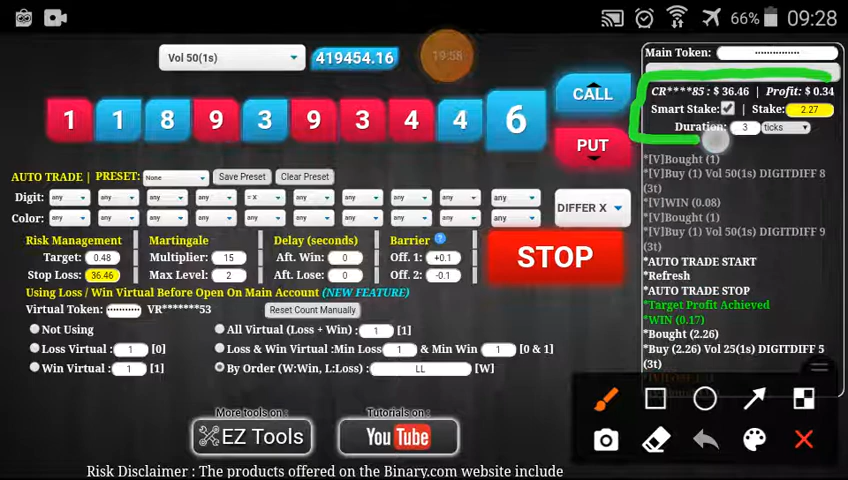 66% 09:28
Vol 50(1s) 419454.16 19:58 Main Token: ••••••••••••••
CR****85 : $ 36.46 | Profit: $ 0.34
Smart Stake: | Stake: 2.27
Duration: 3 ticks
1 1 8 9 3 9 3 4 4 6
CALL
PUT
AUTO TRADE | PRESET: None Save Preset Clear Preset
Digit: any any any any = X any any any any any
Color: any any any any any any any any any any
DIFFER X
Risk Management Martingale Delay (seconds) Barrier ?
Target: 0.48 Multiplier: 15 Aft. Win: 0 Off. 1: +0.1
Stop Loss: 36.46 Max Level: 2 Aft. Loss: 0 Off. 2: -0.1
STOP
Using Loss / Win Virtual Before Open On Main Account (NEW FEATURE)
Virtual Token: •••••••••• VR*******53 Reset Count Manually
Not Using All Virtual (Loss + Win) : 1 [1]
Loss Virtual : 1 [0] Loss & Win Virtual :Min Loss 1 & Min Win 1 [0 & 1]
Win Virtual : 1 [1] By Order (W:Win, L:Loss) : LL [W]
*[V]Bought (1)
*[V]Buy (1) Vol 50(1s) DIGITDIFF 8
(3t)
*[V]WIN (0.08)
*[V]Bought (1)
*[V]Buy (1) Vol 50(1s) DIGITDIFF 9
(3t)
*AUTO TRADE START
*Refresh
*AUTO TRADE STOP
*Target Profit Achieved
*WIN (0.17)
*Bought (2.26)
*Buy (2.26) Vol 25(1s) DIGITDIFF 5
(3t)
More tools on :
EZ Tools
Tutorials on :
YouTube
Risk Disclaimer : The products offered on the Binary.com website include